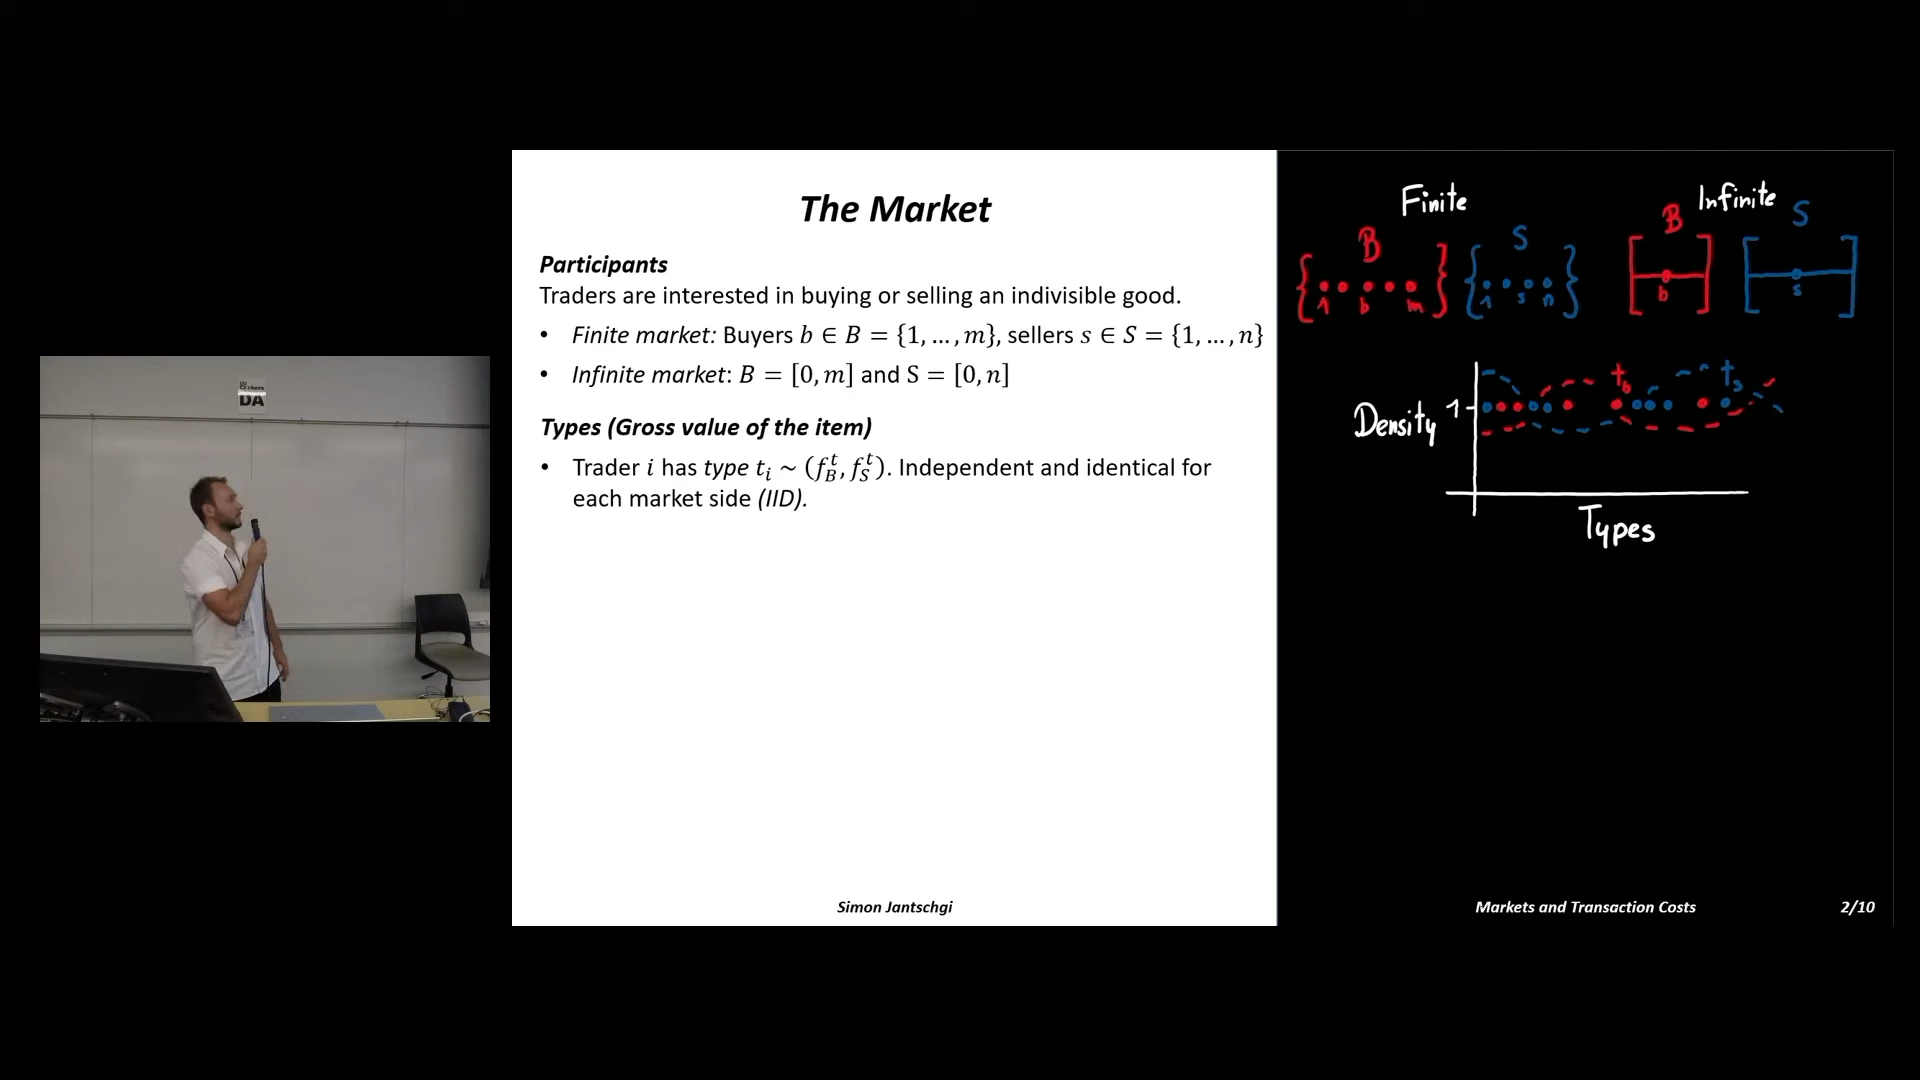 The Market
Participants
Traders are interested in buying or selling an indivisible good.
• Finite market: Buyers b ∈ B = {1, … , m}, sellers s ∈ S = {1, … , n}
• Infinite market: B = [0, m] and S = [0, n]
Types (Gross value of the item)
• Trader i has type tᵢ ~ (f_B^t, f_S^t). Independent and identical for
each market side (IID).
Simon Jantschgi
Finite
B S
1 b m 1 s n
Infinite
B S
b s
t_b t_s
Density 1
Types
Markets and Transaction Costs 2/10
DA